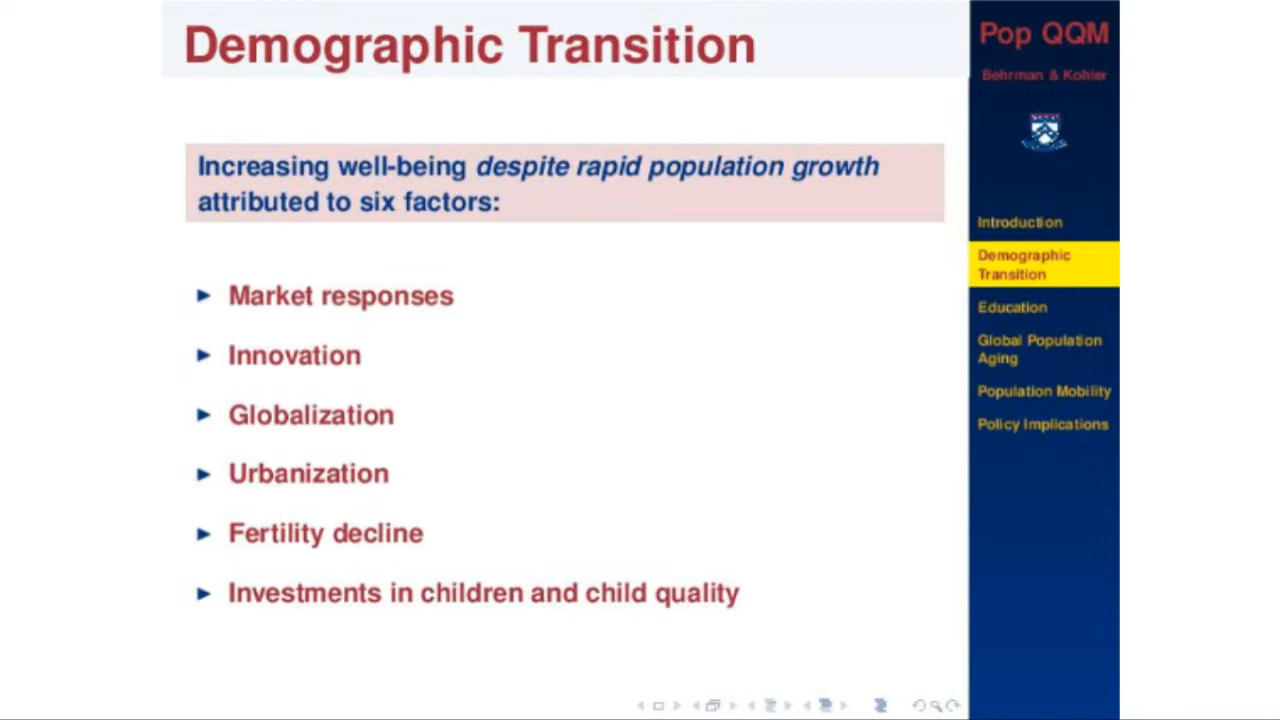 Demographic Transition
Increasing well-being despite rapid population growth
attributed to six factors:
Market responses
Innovation
Globalization
Urbanization
Fertility decline
Investments in children and child quality
Pop QQM
Behrman & Kohler
Introduction
Demographic
Transition
Education
Global Population
Aging
Population Mobility
Policy Implications